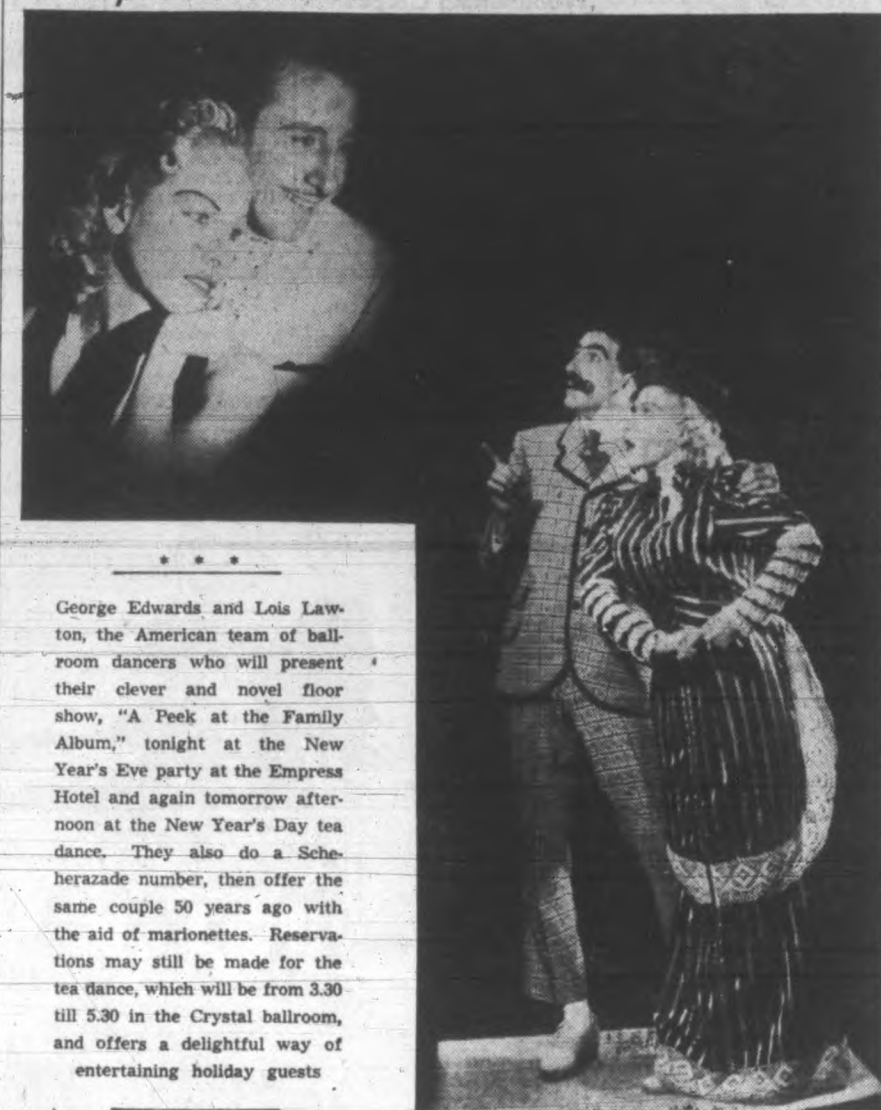 * * *
George Edwards and Lois Law-
ton, the American team of ball-
room dancers who will present
their clever and novel floor
show, "A Peek at the Family
Album," tonight at the New
Year's Eve party at the Empress
Hotel and again tomorrow after-
noon at the New Year's Day tea
dance. They also do a Sche-
herazade number, then offer the
same couple 50 years ago with
the aid of marionettes. Reserva-
tions may still be made for the
tea dance, which will be from 3.30
till 5.30 in the Crystal ballroom,
and offers a delightful way of
entertaining holiday guests